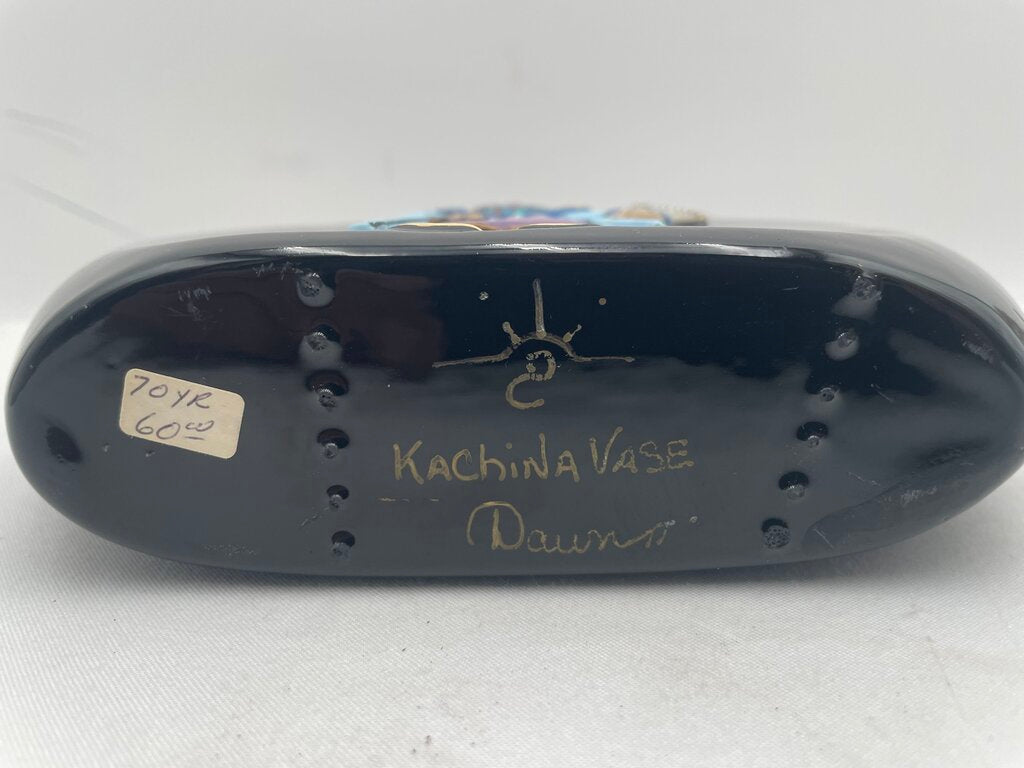 70YR
60.00
KAChiNA VASE
Dawn